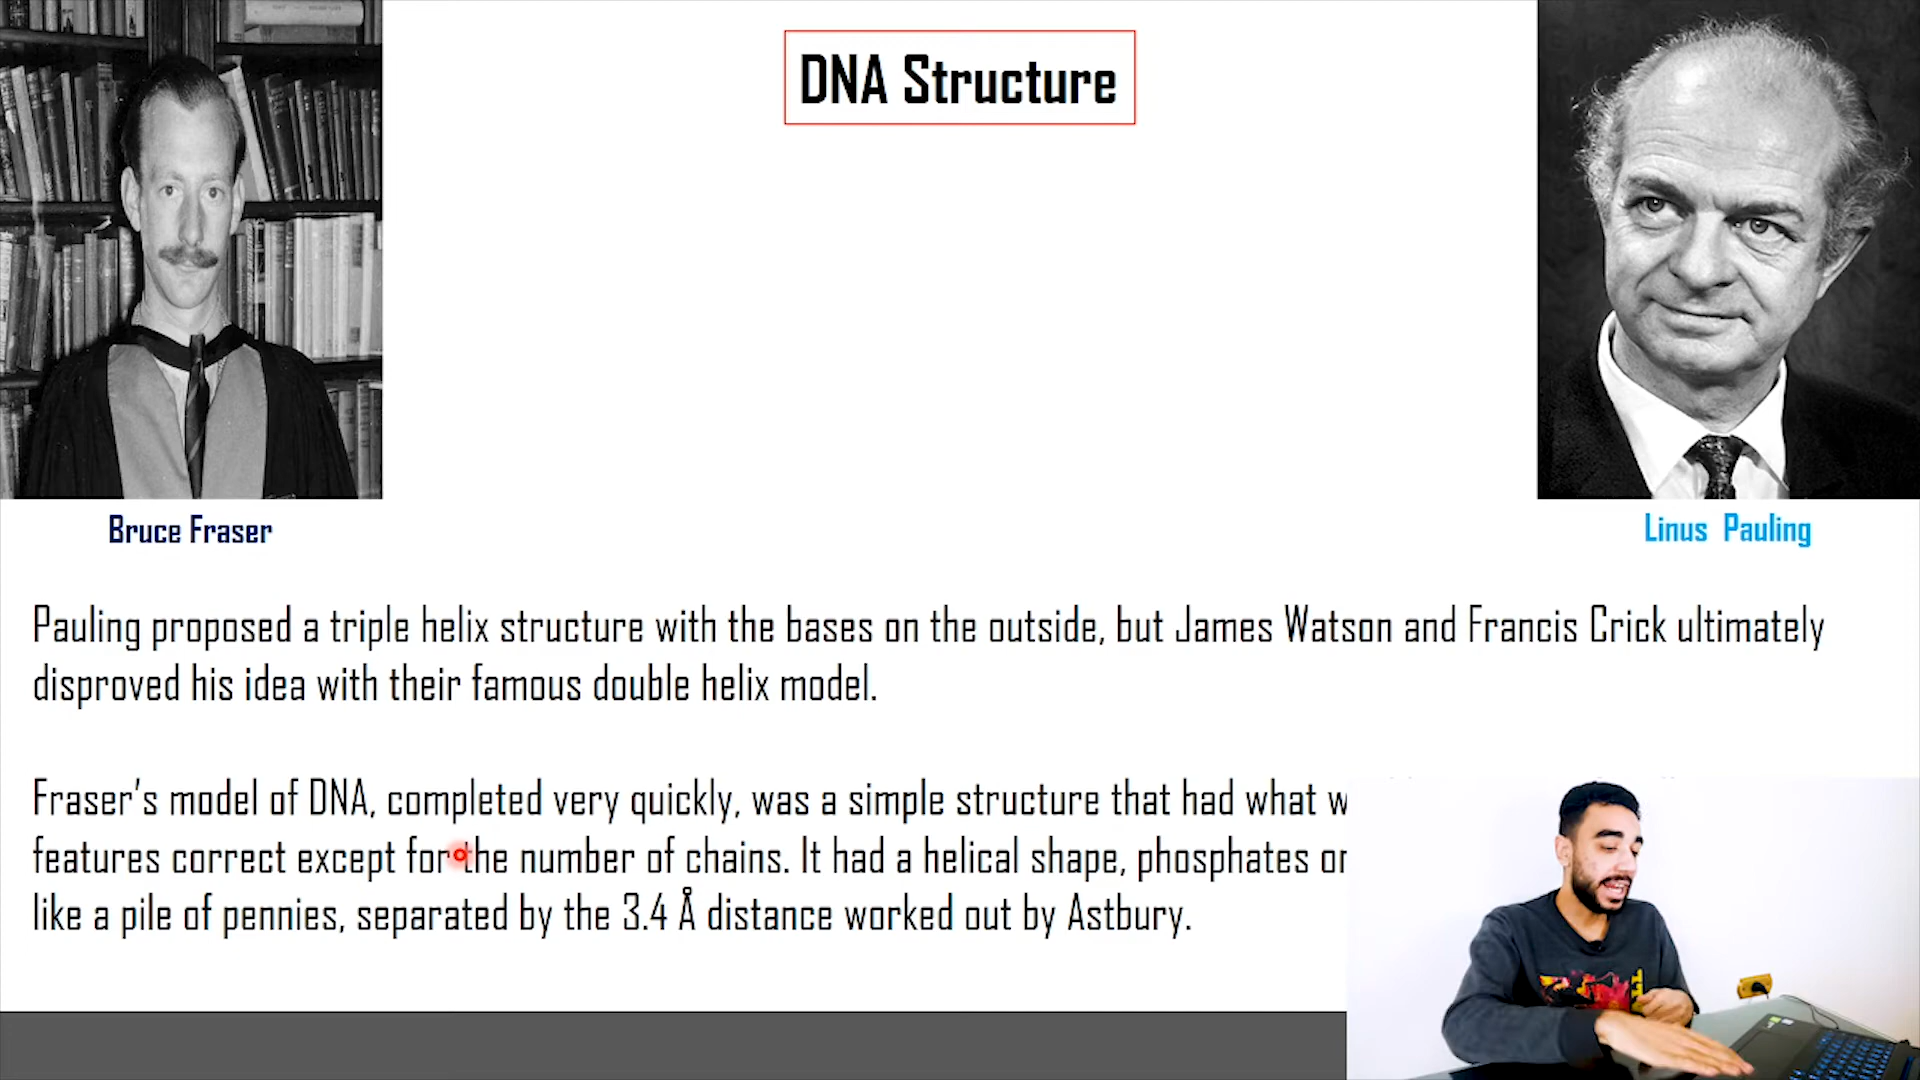 DNA Structure
Bruce Fraser
Linus Pauling
Pauling proposed a triple helix structure with the bases on the outside, but James Watson and Francis Crick ultimately
disproved his idea with their famous double helix model.
Fraser's model of DNA, completed very quickly, was a simple structure that had what
features correct except for the number of chains. It had a helical shape, phosphates
like a pile of pennies, separated by the 3.4 Å distance worked out by Astbury.